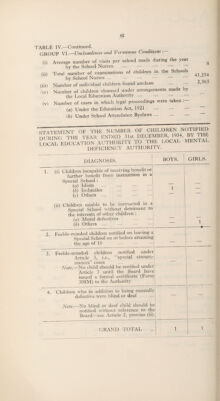 86
TABLE IV.—Continued.
GROUP VI.—Uncleanliness and Verminous Conditions :—
(i) Average number of visits per school made during the year by the School Nurses ... 8
(ii) Total number of examinations of children in the Schools by School Nurses ... 41,254
(iii) Number of individual children found unclean ... 2,563
(iv) Number of children cleansed under arrangements made by the Local Education Authority ... —
(v) Number of cases in which legal proceedings were taken :—
(a) Under the Education Act, 1921 ... —
(b) Under School Attendance Byelaws ... —
STATEMENT OF THE NUMBER OF CHILDREN NOTIFIED
DURING THE YEAR ENDED 31st DECEMBER, 1934, BY THE
LOCAL EDUCATION AUTHORITY TO THE LOCAL MENTAL
DEFICIENCY AUTHORITY.
DIAGNOSIS. BOYS. GIRLS.
1. (i) Children incapable of receiving benefit or
further benefit from instruction in a
Special School :
(a) Idiots ... — —
(b) Imbeciles ... 1 —
(c) Others ... — —
(ii) Children unable to be instructed in a
Special School without detriment to
the interests of other children :
(a) Moral defectives ... — —
(b) Others ... — 1
2. Feeble-minded children notified on leaving a
Special School on or before attaining
the age of 16 ... — —
3. Feeble-minded children notified under
Article 3, i.e., "special circum-
stances" cases ... — —
Note.—No child should be notified under
Article 3 until the Board have
issued a formal certificate (Form
308M) to the Authority
4. Children who in addition to being mentally
defective were blind or deaf ... — —
Note.—No blind or deaf child should be
notified without reference to the
Board—see Article 2, proviso (ii).
GRAND TOTAL ... 1 1